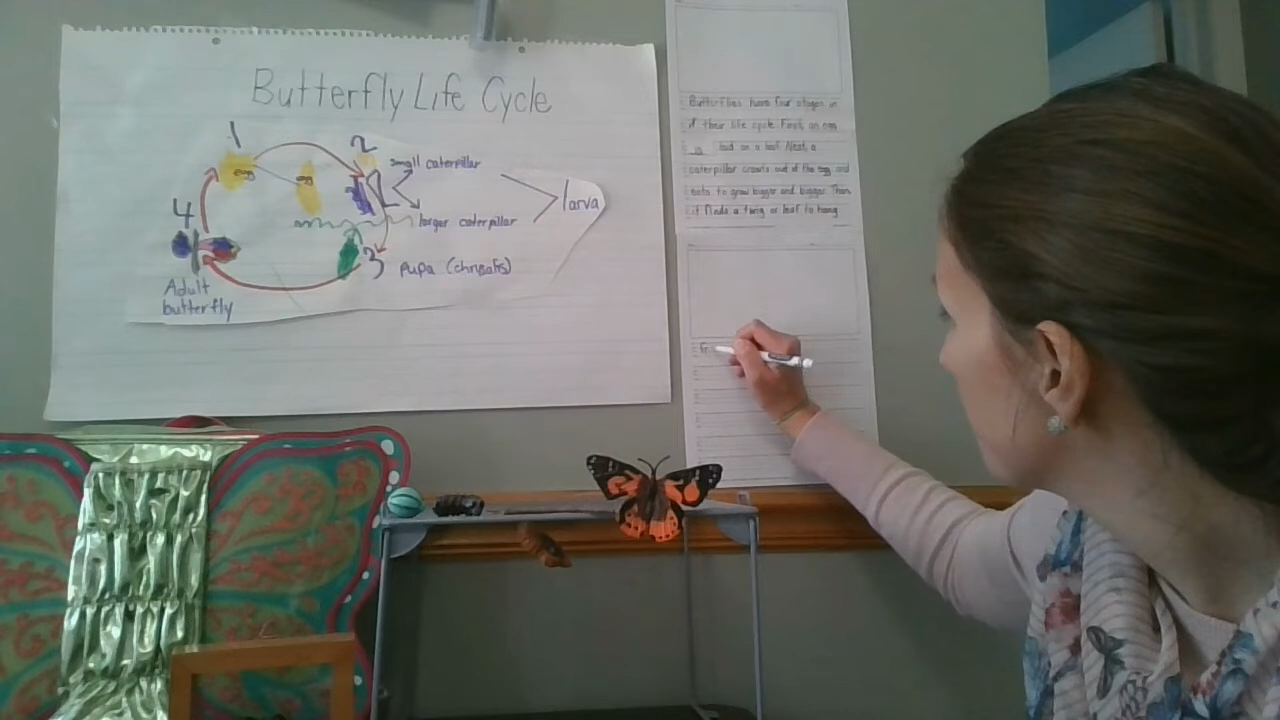 Butterfly Life Cycle
1
2
egg
egg
small caterpillar
larger caterpillar
larva
4
3
pupa (chrysalis)
Adult
butterfly
Butterflies have four stages in
of their life cycle. First, an egg
is laid on a leaf. Next, a
caterpillar crawls out of the egg and
eats to grow bigger and bigger. Then
it finds a twig or leaf to hang